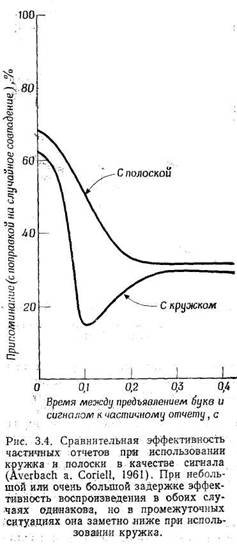 Припоминание (с поправкой на случайное совпадение), %
100
80
60
40
20
0
С полоской
С кружком
0 0,1 0,2 0,3 0,4
Время между предъявлением букв и
сигналом к частичному отчету, с
Рис. 3.4. Сравнительная эффективность
частичных отчетов при использовании
кружка и полоски в качестве сигнала
(Averbach a. Coriell, 1961). При неболь-
шой или очень большой задержке эффек-
тивность воспроизведения в обоих слу-
чаях одинакова, но в промежуточных
ситуациях она заметно ниже при исполь-
зовании кружка.